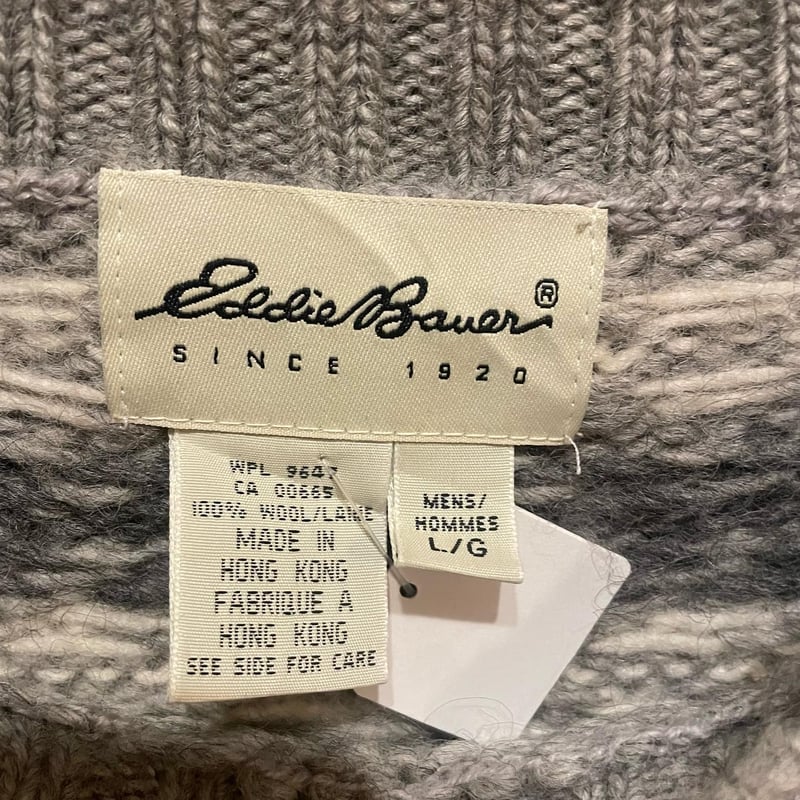 Eddie Bauer®
SINCE 1920
WPL 9647
CA 00665
100% WOOL/LAINE
MADE IN
HONG KONG
FABRIQUE A
HONG KONG
SEE SIDE FOR CARE
MENS/
HOMMES
L/G